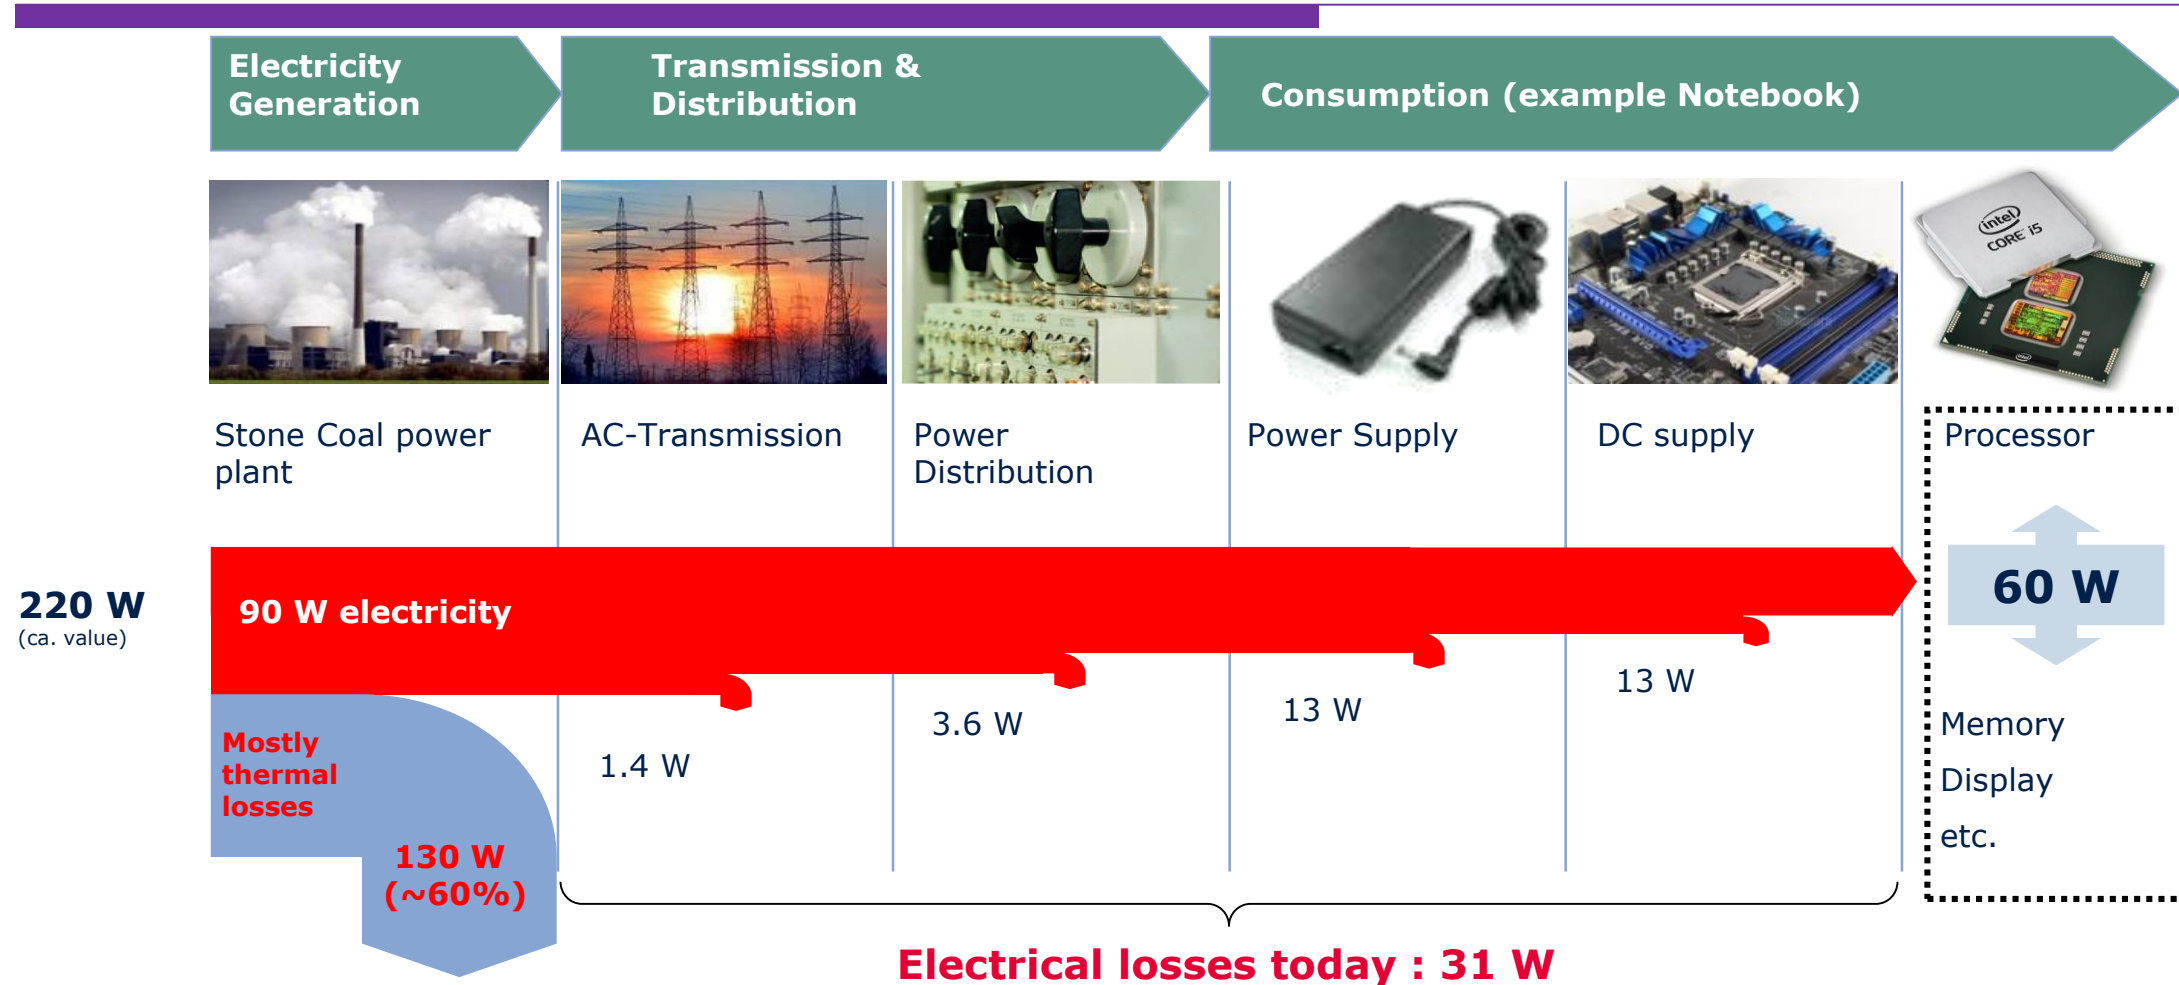 Electricity
Generation
Transmission &
Distribution
Consumption (example Notebook)
intel
CORE i5
Stone Coal power
plant
AC-Transmission
Power
Distribution
Power Supply
DC supply
Processor
220 W
(ca. value)
90 W electricity
60 W
Mostly
thermal
losses
130 W
(~60%)
1.4 W
3.6 W
13 W
13 W
Memory
Display
etc.
Electrical losses today : 31 W